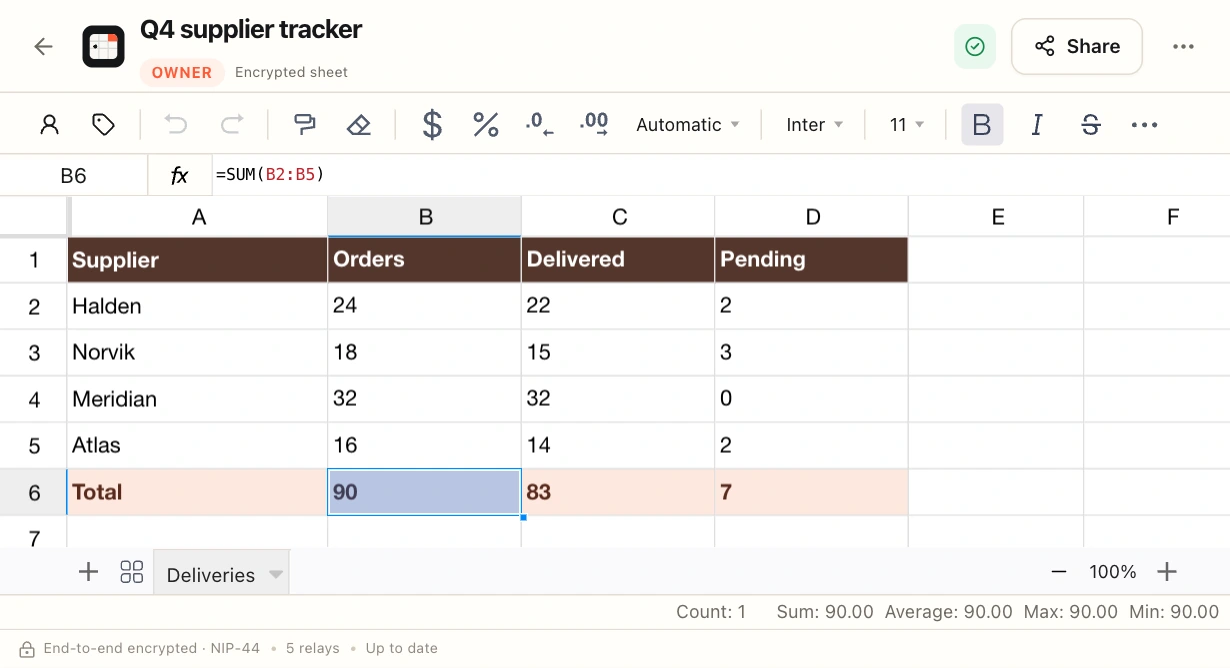 Q4 supplier tracker
OWNER Encrypted sheet
Share
$ % .0 .00 Automatic Inter 11 B I S
B6 fx =SUM(B2:B5)
A B C D E F
1 Supplier Orders Delivered Pending
2 Halden 24 22 2
3 Norvik 18 15 3
4 Meridian 32 32 0
5 Atlas 16 14 2
6 Total 90 83 7
7
Deliveries 100%
Count: 1 Sum: 90.00 Average: 90.00 Max: 90.00 Min: 90.00
End-to-end encrypted · NIP-44 • 5 relays • Up to date